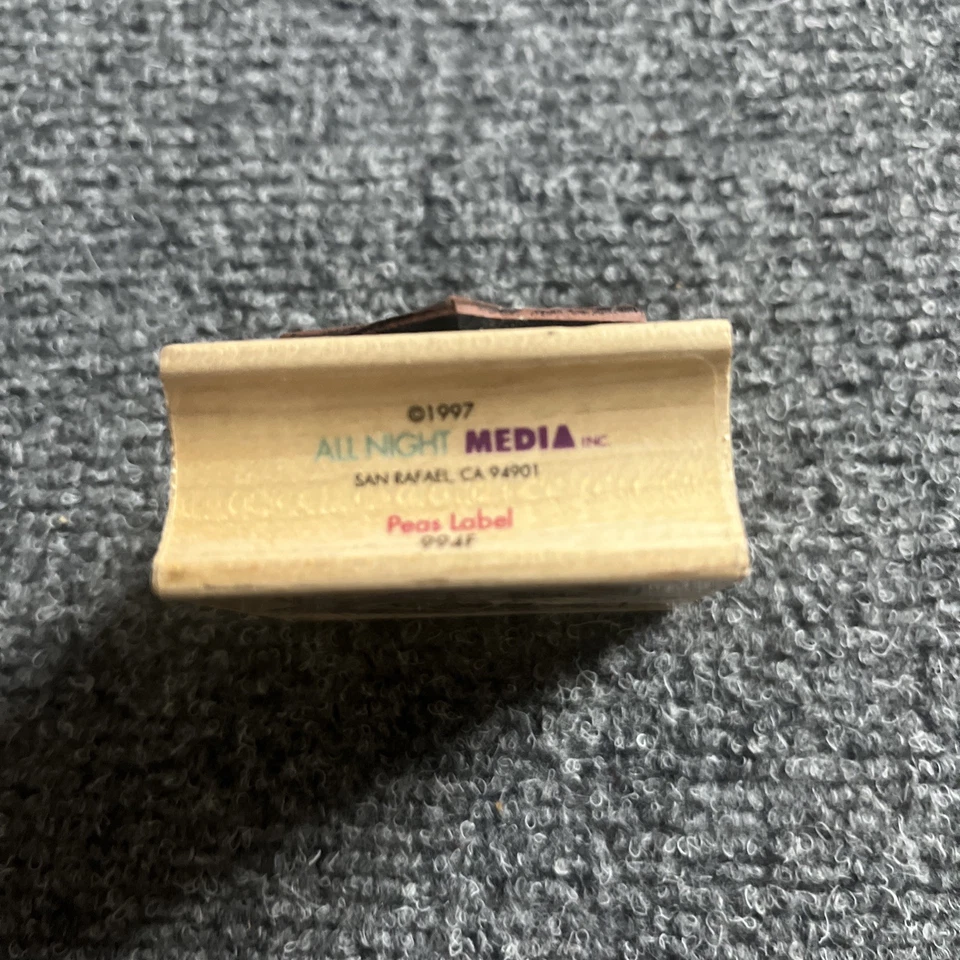 ©1997
ALL NIGHT MEDIA INC.
SAN RAFAEL, CA 94901
Peas Label
994F